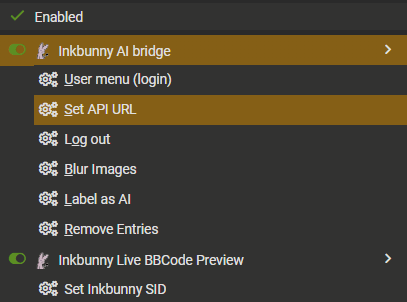 Enabled
Inkbunny AI bridge
User menu (login)
Set API URL
Log out
Blur Images
Label as AI
Remove Entries
Inkbunny Live BBCode Preview
Set Inkbunny SID